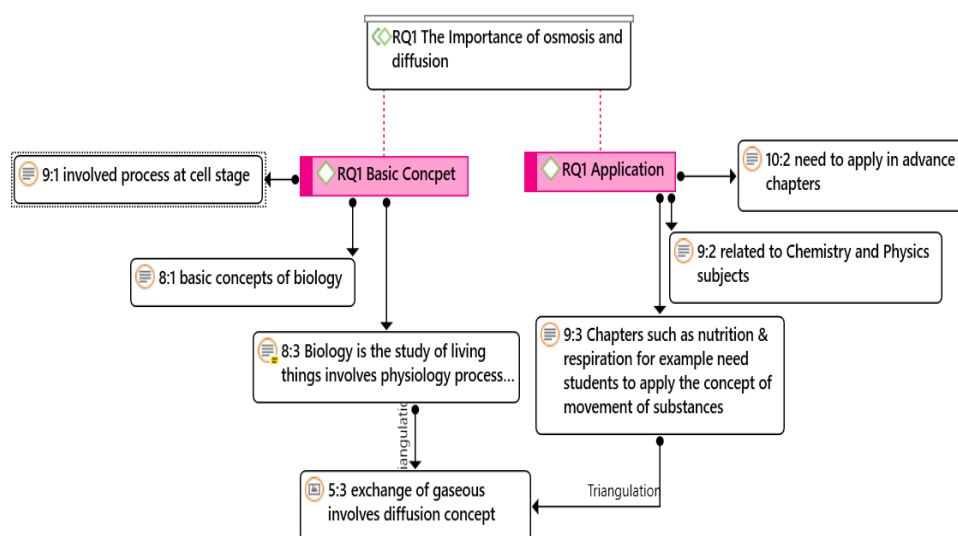 RQ1 The Importance of osmosis and
diffusion
9:1 involved process at cell stage
RQ1 Basic Concpet
RQ1 Application
10:2 need to apply in advance
chapters
8:1 basic concepts of biology
9:2 related to Chemistry and Physics
subjects
8:3 Biology is the study of living
things involves physiology process...
9:3 Chapters such as nutrition &
respiration for example need
students to apply the concept of
movement of substances
iangulatio
5:3 exchange of gaseous
involves diffusion concept
Triangulation